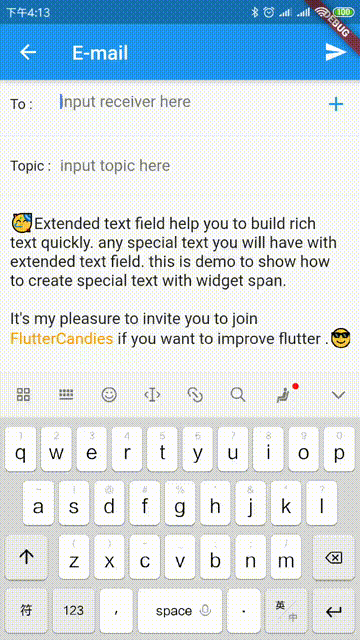 下午4:13
100
DEBUG
E-mail
To :
Input receiver here
Topic :
input topic here
Extended text field help you to build rich
text quickly. any special text you will have with
extended text field. this is demo to show how
to create special text with widget span.
It's my pleasure to invite you to join
FlutterCandies if you want to improve flutter .
1 2 3 4 5 6 7 8 9 0
q w e r t y u i o p
a s d f g h j k l
z x c v b n m
符 123 , space . 英 中